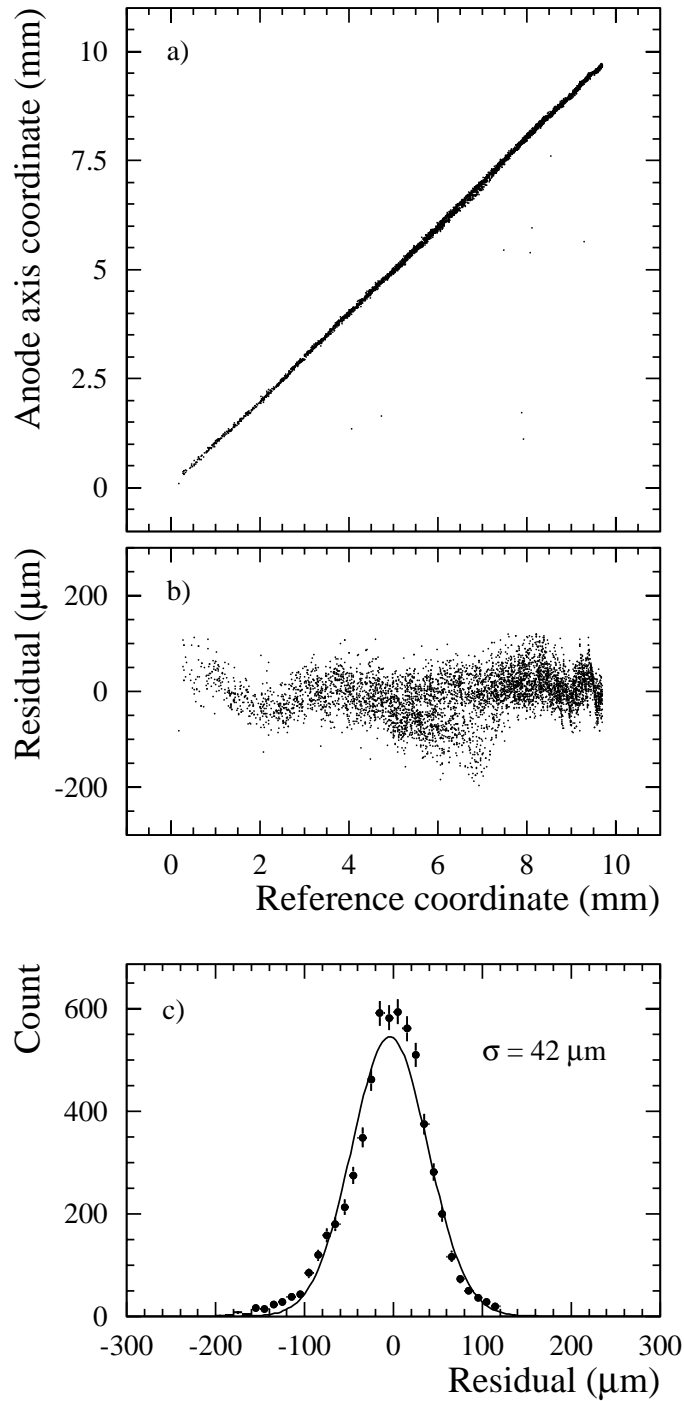 a)
Anode axis coordinate (mm)
10
7.5
5
2.5
0
b)
Residual (μm)
200
0
-200
0 2 4 6 8 10
Reference coordinate (mm)
c)
Count
600
400
200
0
σ = 42 μm
-300 -200 -100 0 100 200 300
Residual (μm)